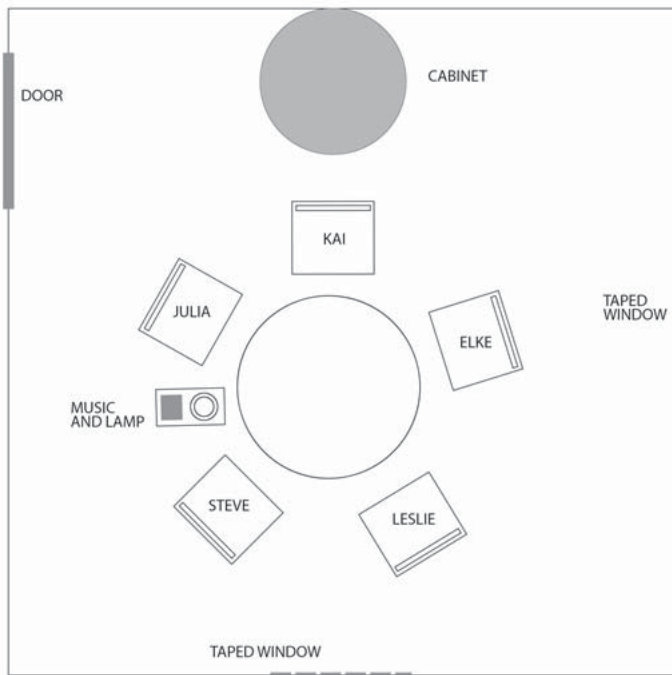 CABINET
DOOR
KAI
JULIA
TAPED
WINDOW
ELKE
MUSIC
AND LAMP
STEVE
LESLIE
TAPED WINDOW